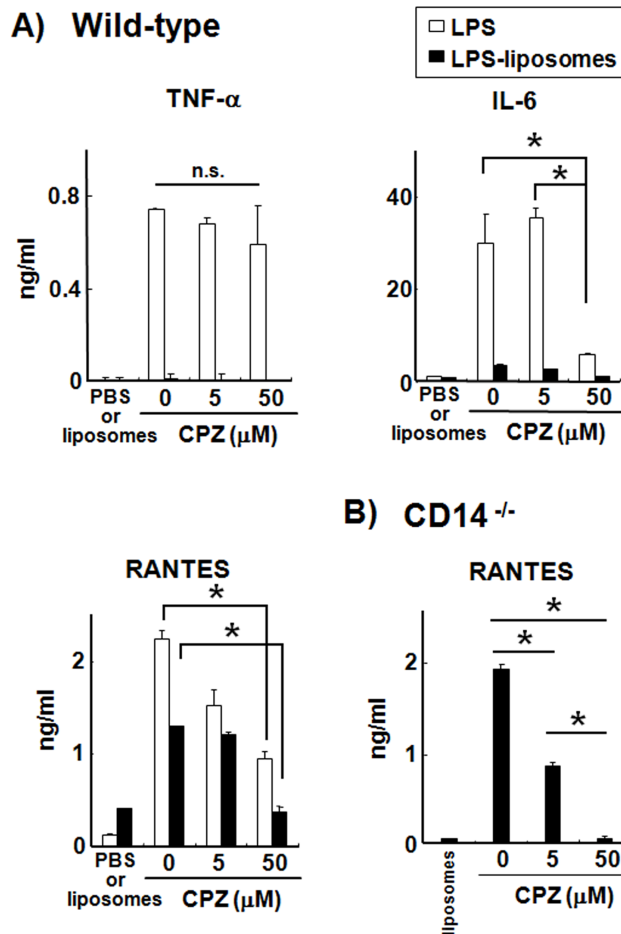 A) Wild-type
LPS
LPS-liposomes
TNF-α
ng/ml
0.8
0.4
0
n.s.
PBS
or
liposomes
0 5 50
CPZ (μM)
IL-6
40
20
0
*
*
PBS
or
liposomes
0 5 50
CPZ (μM)
RANTES
ng/ml
2
1
0
*
*
PBS
or
liposomes
0 5 50
CPZ (μM)
B) CD14 -/-
RANTES
ng/ml
2
1
0
*
*
*
liposomes
0 5 50
CPZ (μM)